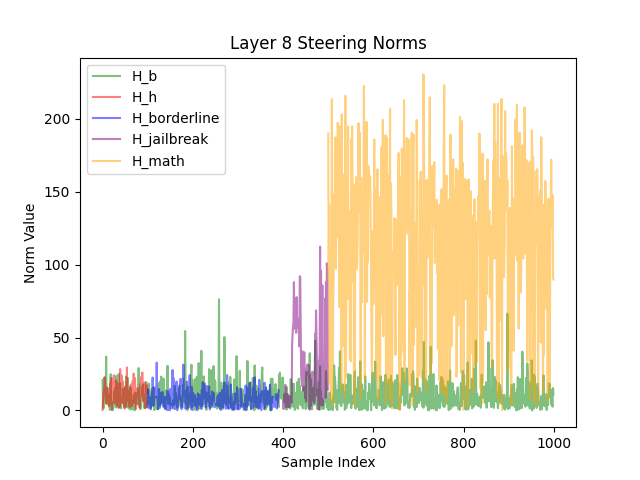 Layer 8 Steering Norms
H_b
H_h
H_borderline
H_jailbreak
H_math
Norm Value
200
150
100
50
0
0 200 400 600 800 1000
Sample Index